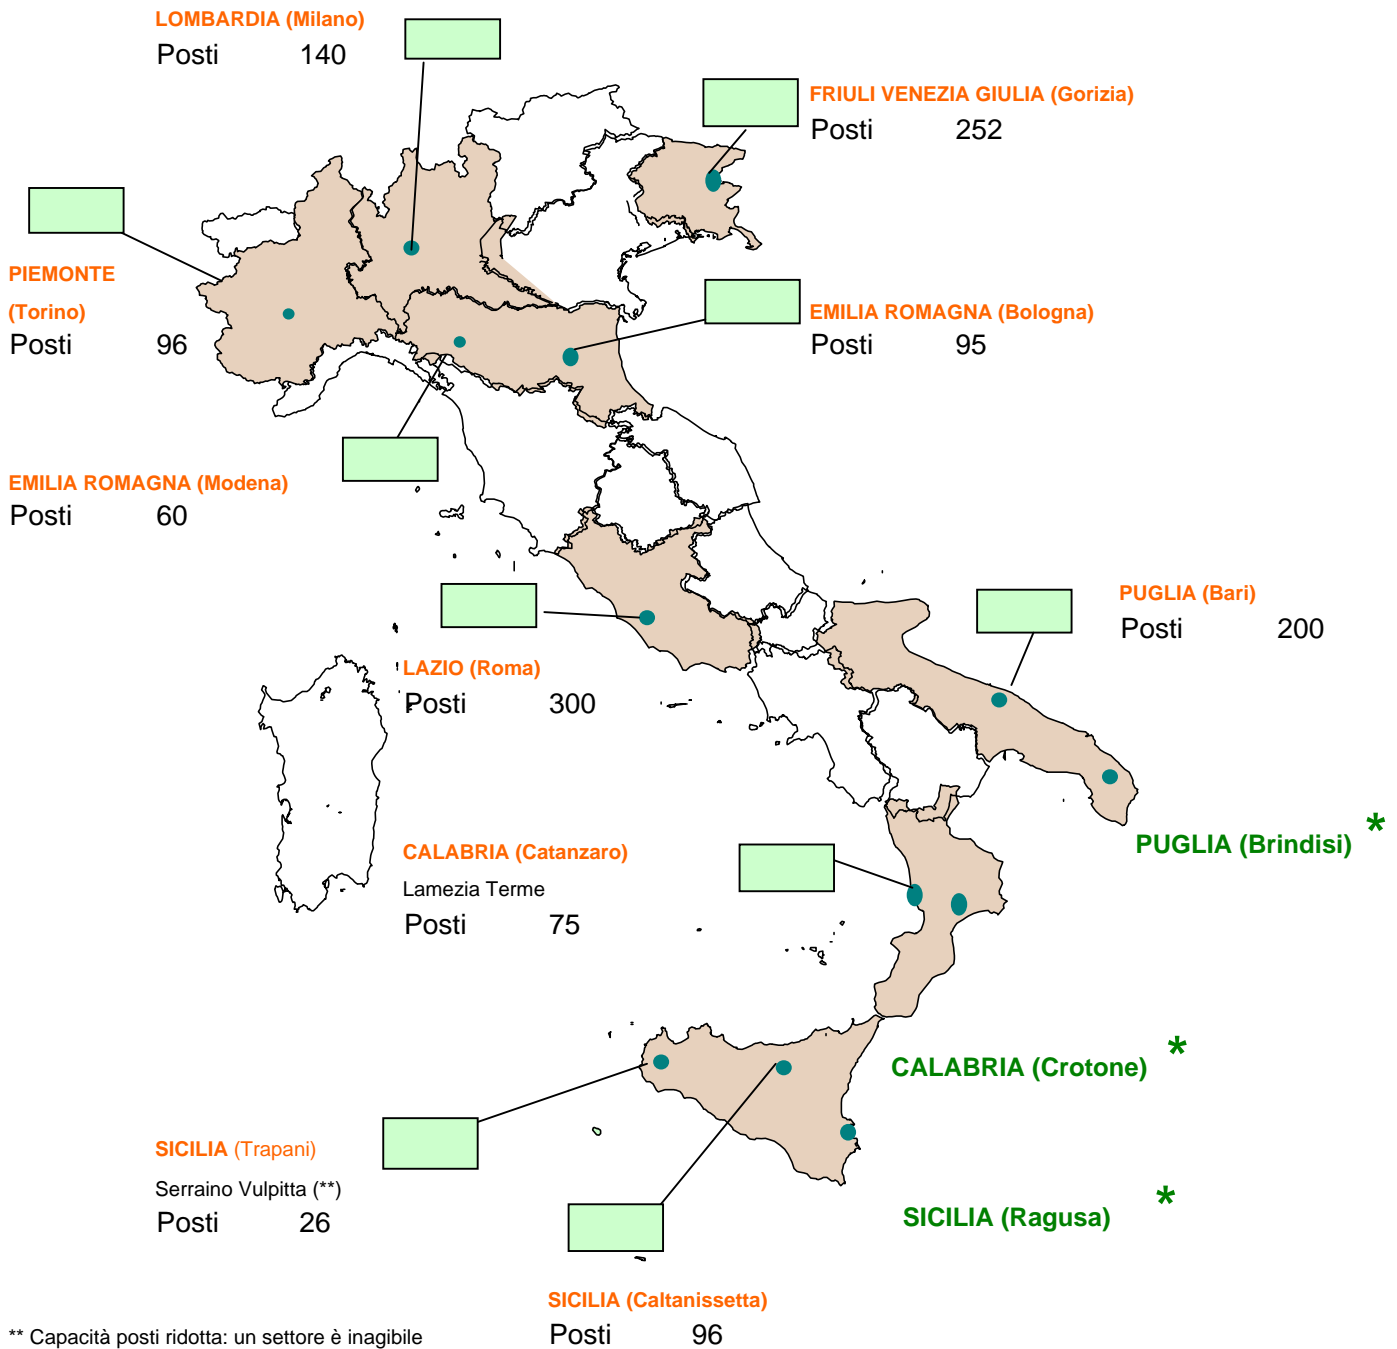 LOMBARDIA (Milano)
Posti 140
FRIULI VENEZIA GIULIA (Gorizia)
Posti 252
PIEMONTE
(Torino)
Posti 96
EMILIA ROMAGNA (Bologna)
Posti 95
EMILIA ROMAGNA (Modena)
Posti 60
PUGLIA (Bari)
Posti 200
LAZIO (Roma)
Posti 300
PUGLIA (Brindisi) *
CALABRIA (Catanzaro)
Lamezia Terme
Posti 75
CALABRIA (Crotone) *
SICILIA (Trapani)
Serraino Vulpitta (**)
Posti 26
SICILIA (Ragusa) *
SICILIA (Caltanissetta)
Posti 96
** Capacità posti ridotta: un settore è inagibile